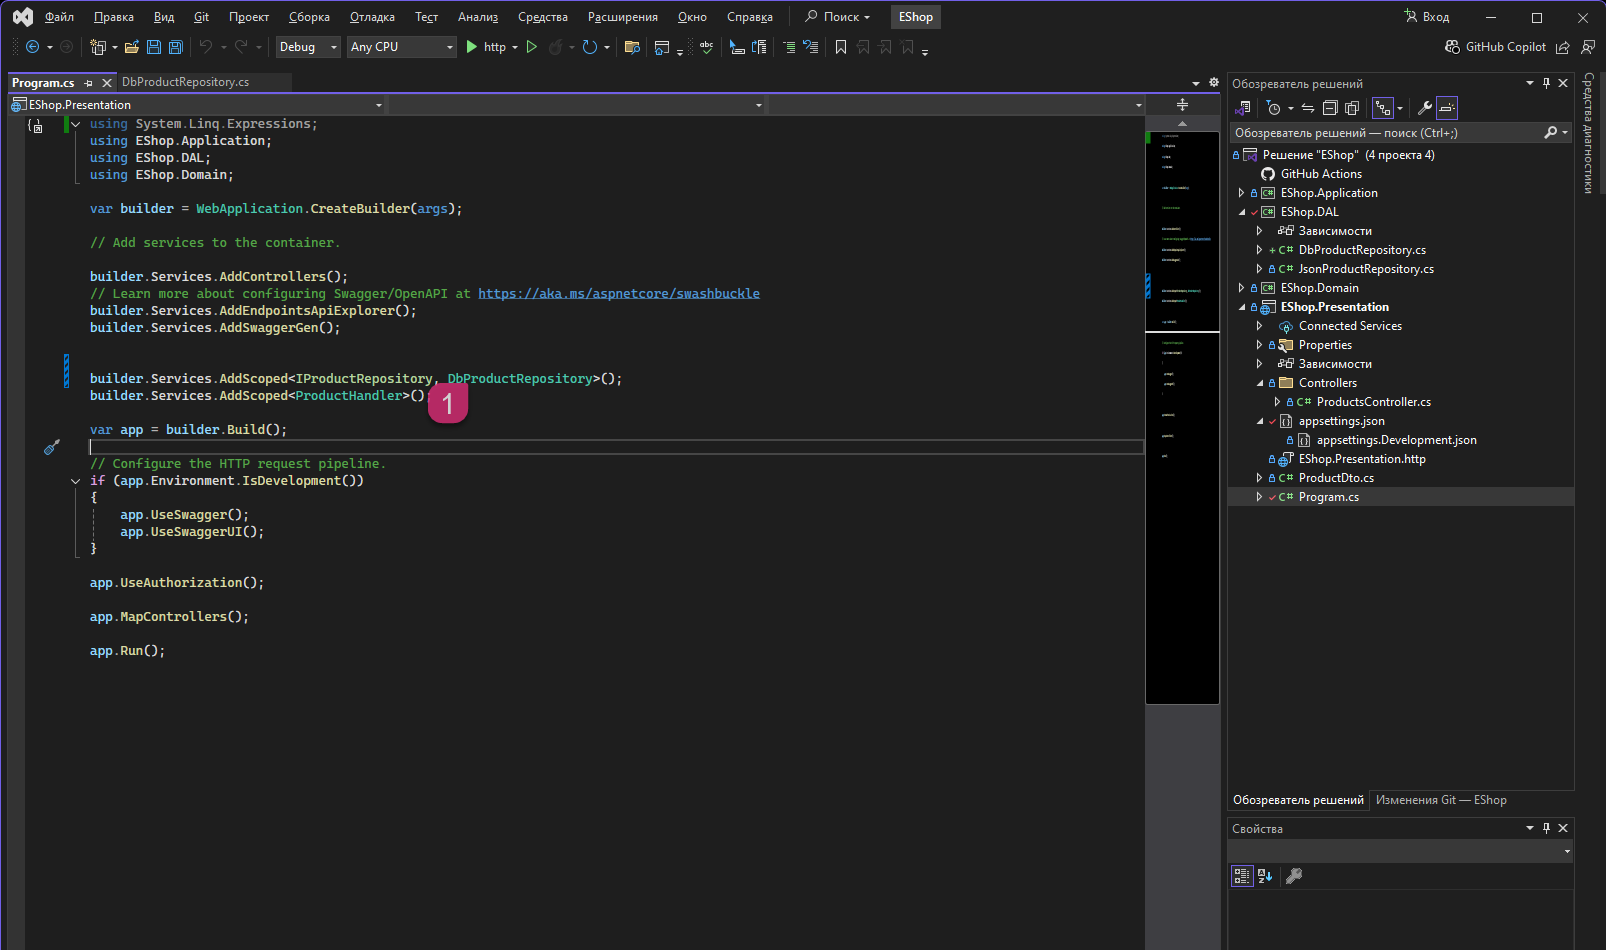 Файл Правка Вид Git Проект Сборка Отладка Тест Анализ Средства Расширения Окно Справка Поиск EShop Вход
Debug Any CPU http GitHub Copilot
Program.cs DbProductRepository.cs
EShop.Presentation
using System.Linq.Expressions;
using EShop.Application;
using EShop.DAL;
using EShop.Domain;
var builder = WebApplication.CreateBuilder(args);
// Add services to the container.
builder.Services.AddControllers();
// Learn more about configuring Swagger/OpenAPI at https://aka.ms/aspnetcore/swashbuckle
builder.Services.AddEndpointsApiExplorer();
builder.Services.AddSwaggerGen();
builder.Services.AddScoped<IProductRepository, DbProductRepository>();
builder.Services.AddScoped<ProductHandler>();
1
var app = builder.Build();
// Configure the HTTP request pipeline.
if (app.Environment.IsDevelopment())
{
app.UseSwagger();
app.UseSwaggerUI();
}
app.UseAuthorization();
app.MapControllers();
app.Run();
Обозреватель решений
Обозреватель решений — поиск (Ctrl+;)
Решение "EShop" (4 проекта 4)
GitHub Actions
EShop.Application
EShop.DAL
Зависимости
DbProductRepository.cs
JsonProductRepository.cs
EShop.Domain
EShop.Presentation
Connected Services
Properties
Зависимости
Controllers
ProductsController.cs
appsettings.json
appsettings.Development.json
EShop.Presentation.http
ProductDto.cs
Program.cs
Обозреватель решений Изменения Git — EShop
Свойства
Средства диагностики